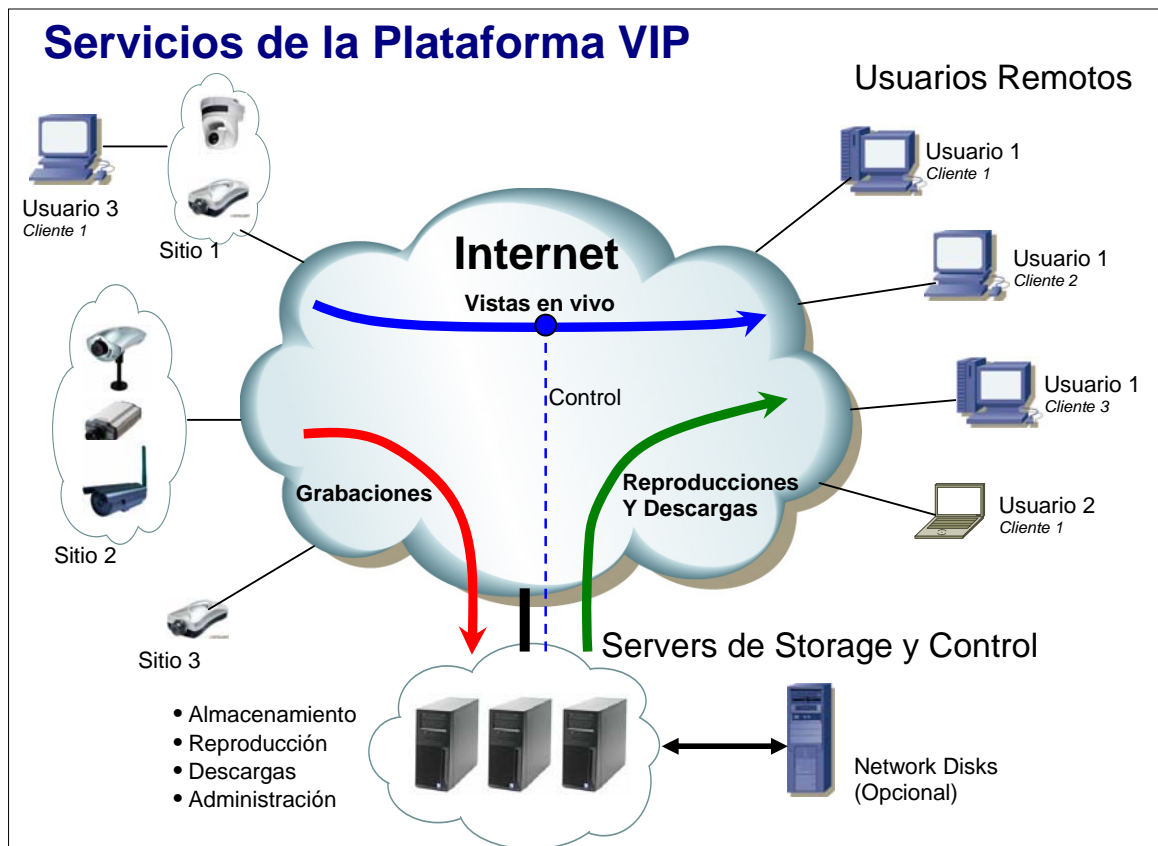 Servicios de la Plataforma VIP
Usuarios Remotos
Usuario 3
Cliente 1
Sitio 1
Usuario 1
Cliente 1
Internet
Vistas en vivo
Usuario 1
Cliente 2
Control
Usuario 1
Cliente 3
Grabaciones
Reproducciones
Y Descargas
Usuario 2
Cliente 1
Sitio 2
Sitio 3
Servers de Storage y Control
• Almacenamiento
• Reproducción
• Descargas
• Administración
Network Disks
(Opcional)